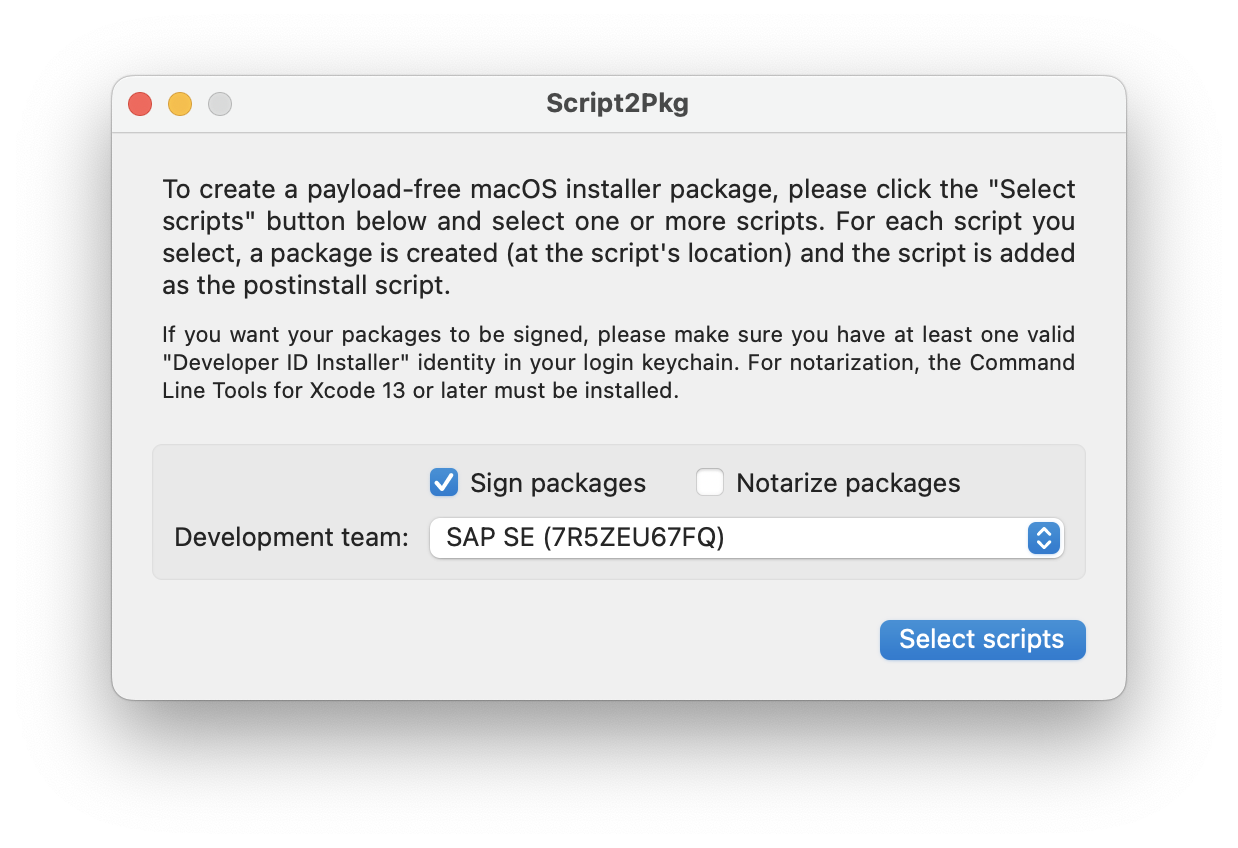 Script2Pkg
To create a payload-free macOS installer package, please click the "Select
scripts" button below and select one or more scripts. For each script you
select, a package is created (at the script's location) and the script is added
as the postinstall script.
If you want your packages to be signed, please make sure you have at least one valid
"Developer ID Installer" identity in your login keychain. For notarization, the Command
Line Tools for Xcode 13 or later must be installed.
Sign packages
Notarize packages
Development team:
SAP SE (7R5ZEU67FQ)
Select scripts